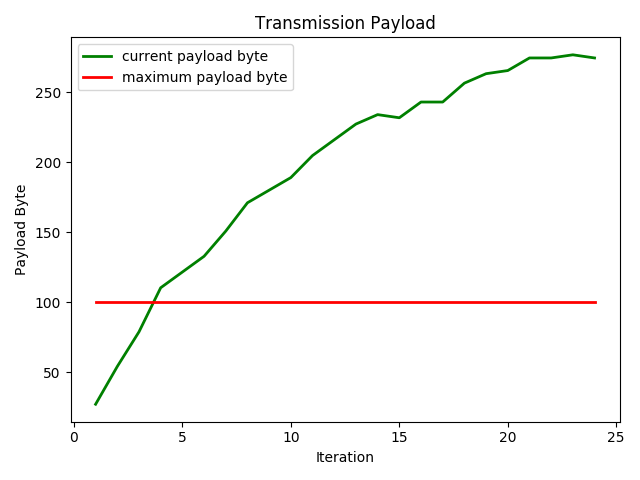 Transmission Payload
current payload byte
maximum payload byte
Payload Byte
250
200
150
100
50
0 5 10 15 20 25
Iteration